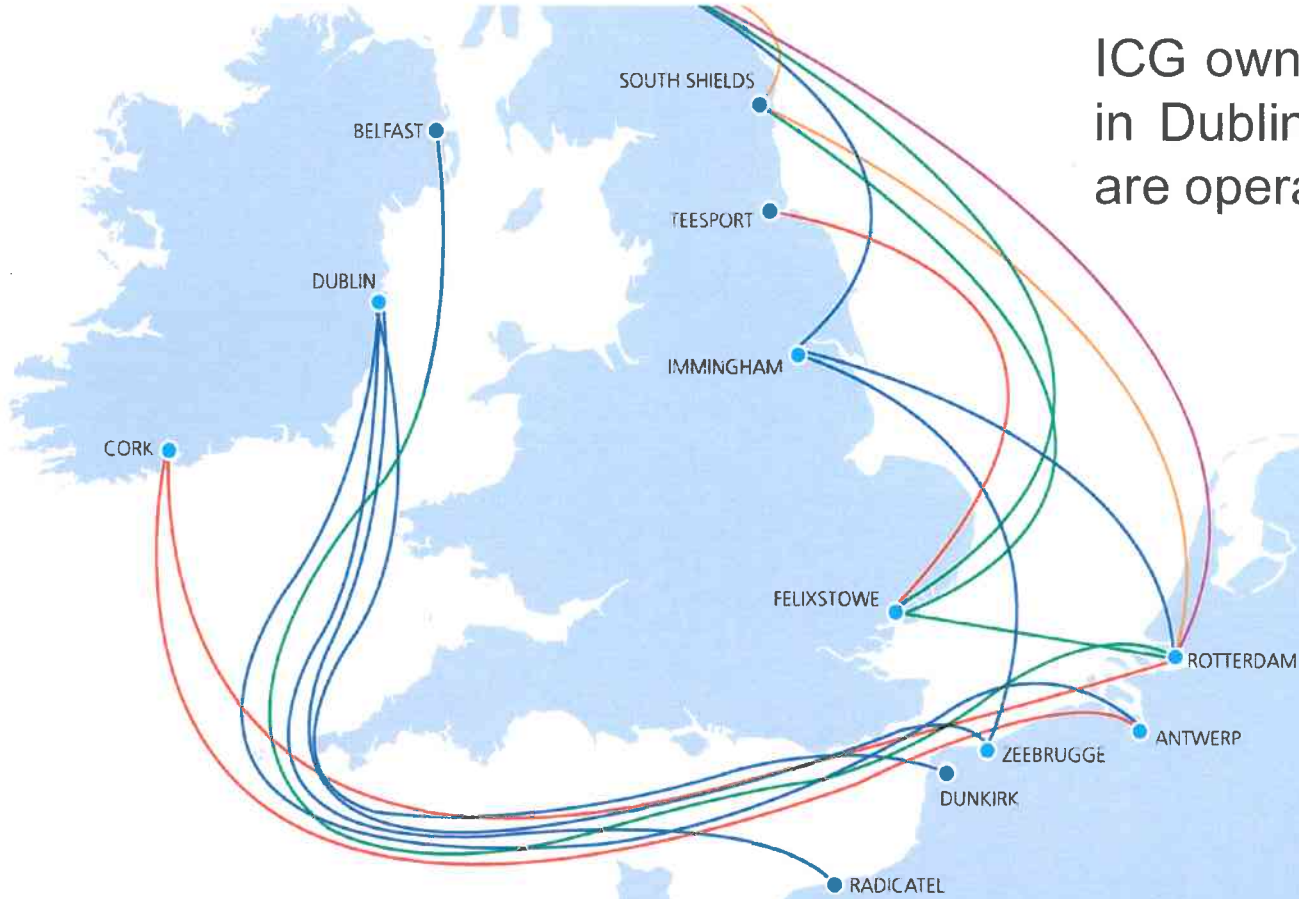 ICG own
in Dublin
are opera
SOUTH SHIELDS
BELFAST
TEESPORT
DUBLIN
IMMINGHAM
CORK
FELIXSTOWE
ROTTERDAM
ANTWERP
ZEEBRUGGE
DUNKIRK
RADICATEL